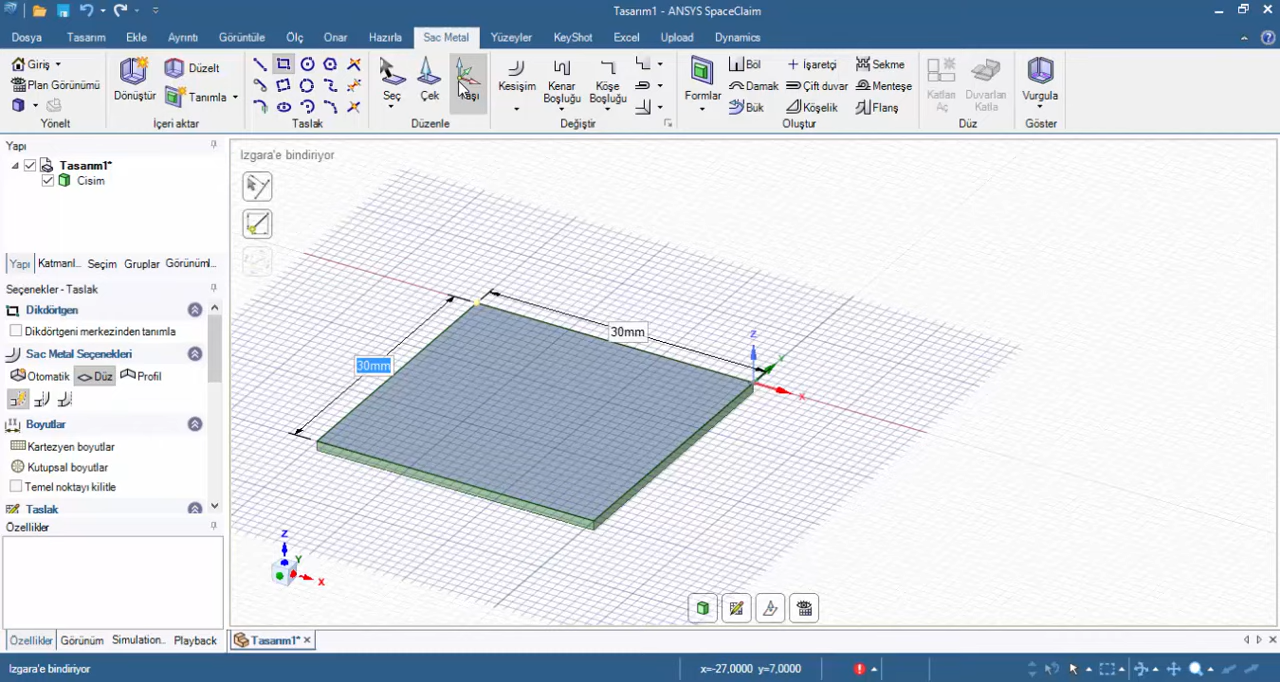 Tasarım1 - ANSYS SpaceClaim
Dosya Tasarım Ekle Ayrıntı Görüntüle Ölç Onar Hazırla Sac Metal Yüzeyler KeyShot Excel Upload Dynamics
Giriş
Plan Görünümü
Yönelt
Dönüştür
Düzelt
Tanımla
İçeri aktar
Taslak
Seç
Çek
Düzenle
Kesişim
Kenar Boşluğu
Köşe Boşluğu
Değiştir
Formlar
Böl
Damak
Bük
İşaretçi
Çift duvar
Köşelik
Sekme
Menteşe
Flanş
Oluştur
Katları Aç
Duvarları Katla
Düz
Vurgula
Göster
Yapı
Tasarım1*
Cisim
Yapı Katmanl... Seçim Gruplar Görünüml...
Seçenekler - Taslak
Dikdörtgen
Dikdörtgeni merkezinden tanımla
Sac Metal Seçenekleri
Otomatik Düz Profil
Boyutlar
Kartezyen boyutlar
Kutupsal boyutlar
Temel noktayı kilitle
Taslak
Özellikler
Özellikler Görünüm Simulation... Playback
Izgara'e bindiriyor
30mm
30mm
Z
Y
X
Z
Y
X
Tasarım1*
Izgara'e bindiriyor
x=-27,0000 y=7,0000